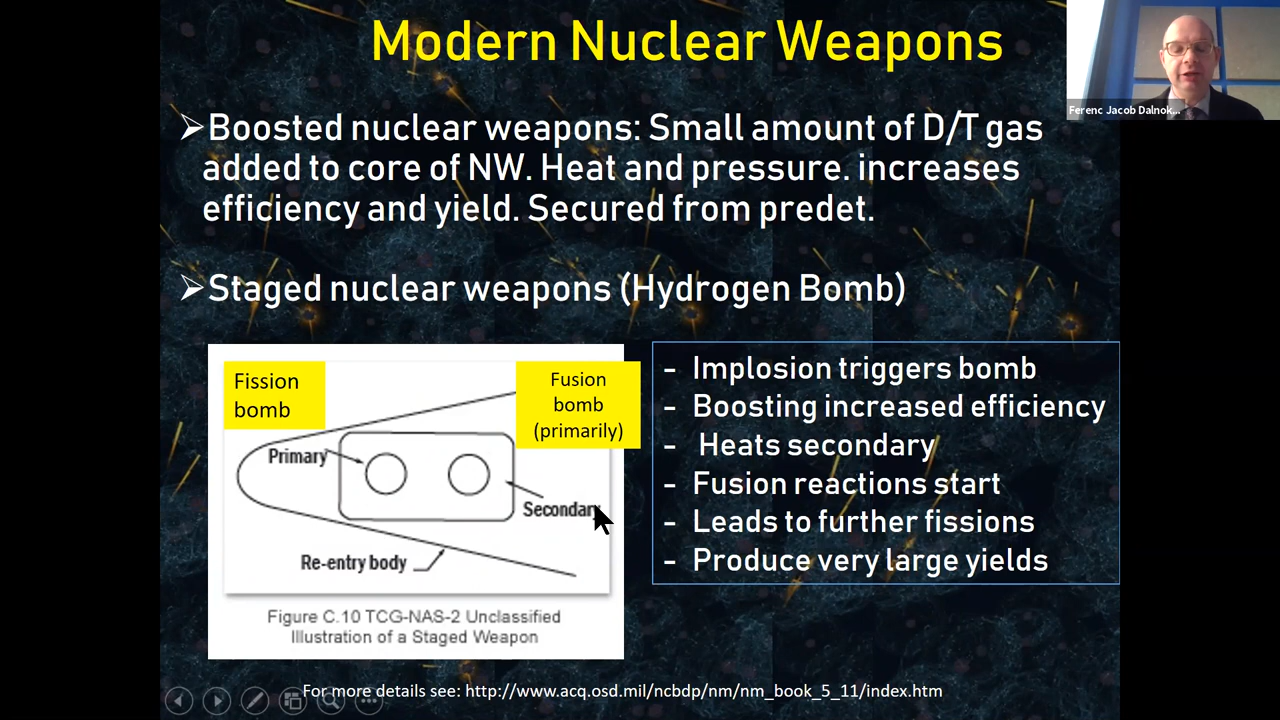 Modern Nuclear Weapons
Ferenc Jacob Dalnok...
➢Boosted nuclear weapons: Small amount of D/T gas
added to core of NW. Heat and pressure. increases
efficiency and yield. Secured from predet.
➢Staged nuclear weapons (Hydrogen Bomb)
Fission
bomb
Fusion
bomb
(primarily)
Primary
Secondary
Re-entry body
Figure C.10 TCG-NAS-2 Unclassified
Illustration of a Staged Weapon
- Implosion triggers bomb
- Boosting increased efficiency
- Heats secondary
- Fusion reactions start
- Leads to further fissions
- Produce very large yields
For more details see: http://www.acq.osd.mil/ncbdp/nm/nm_book_5_11/index.htm